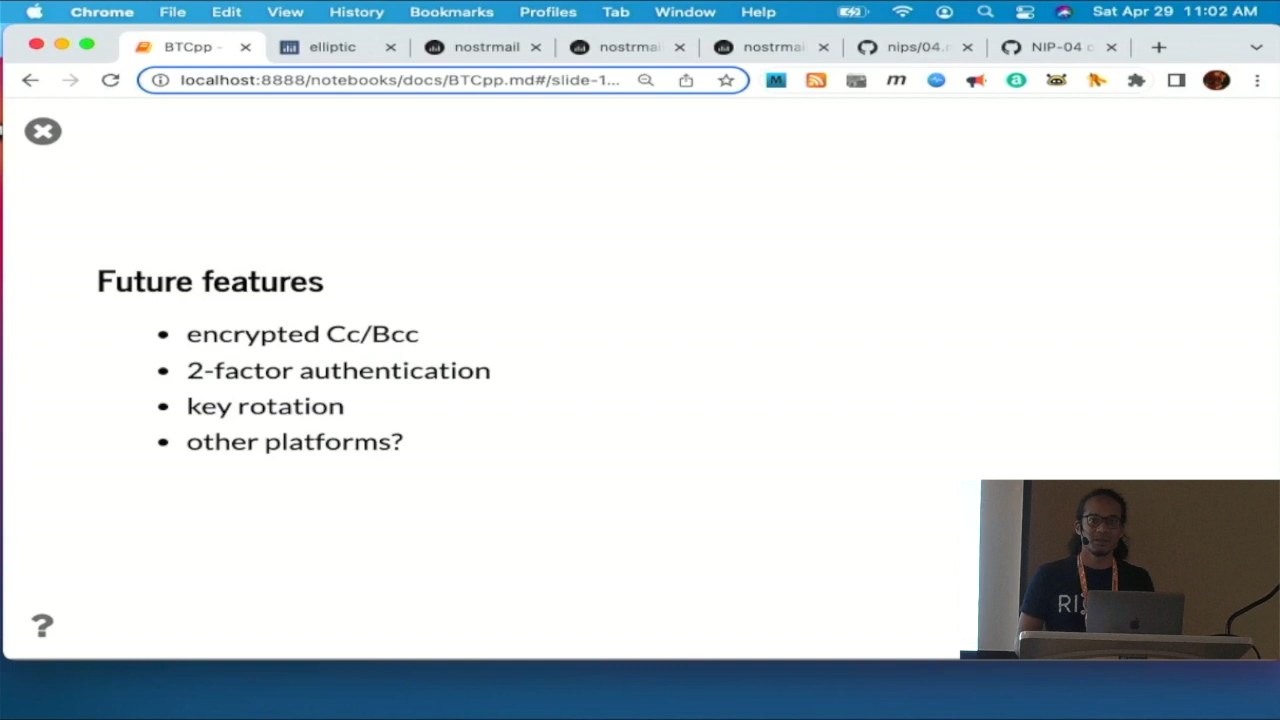 Chrome File Edit View History Bookmarks Profiles Tab Window Help Sat Apr 29 11:02 AM
BTCpp - elliptic nostrmail nostrmai nostrmai nips/04. NIP-04
localhost:8888/notebooks/docs/BTCpp.md#/slide-1...
Future features
• encrypted Cc/Bcc
• 2-factor authentication
• key rotation
• other platforms?
?